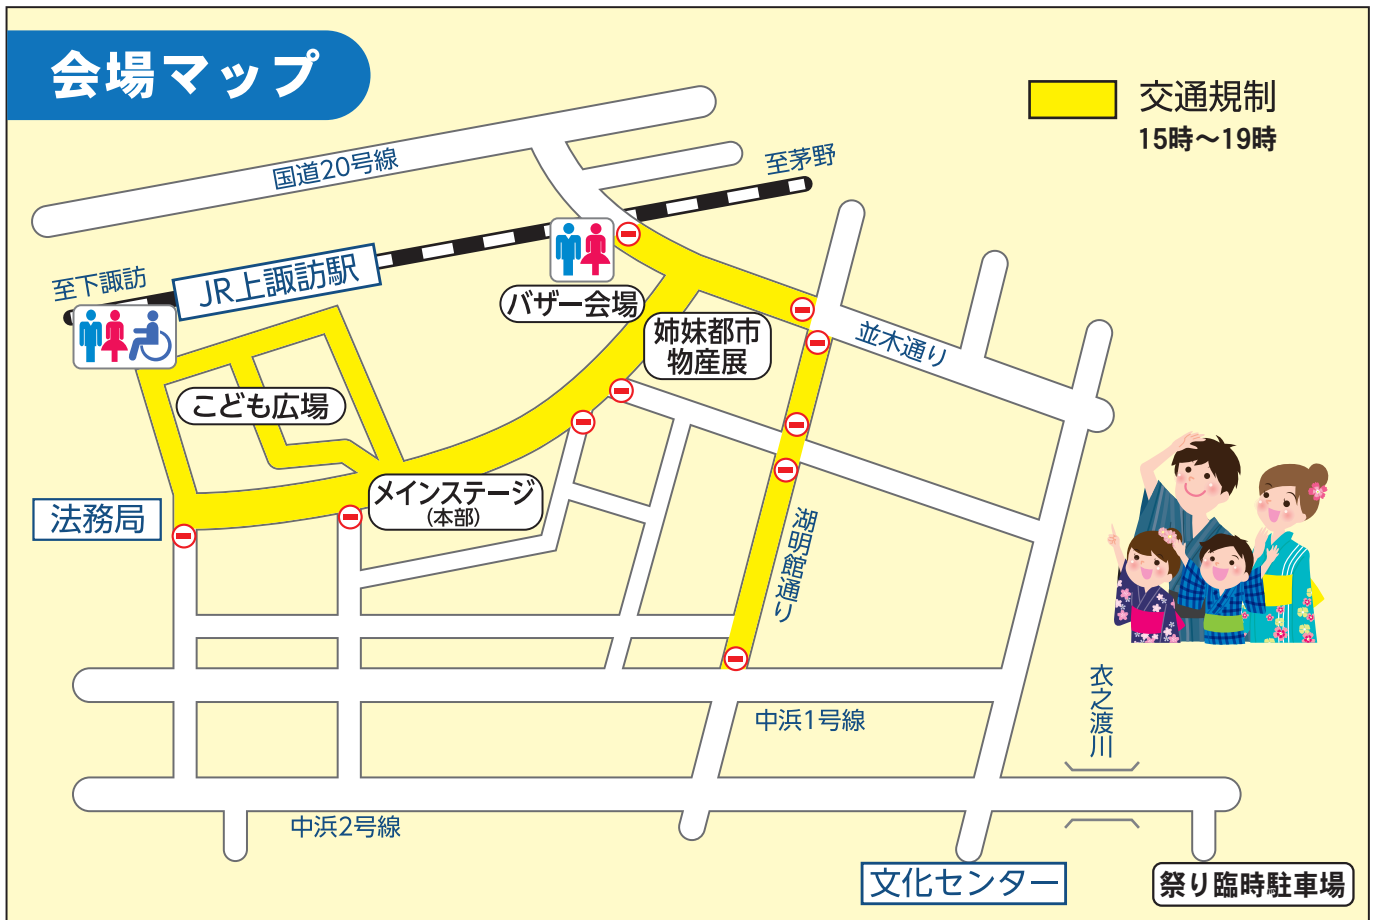 会場マップ
交通規制
15時〜19時
国道20号線
至茅野
至下諏訪
JR上諏訪駅
バザー会場
姉妹都市
物産展
並木通り
こども広場
メインステージ
(本部)
法務局
湖明館通り
衣之渡川
中浜1号線
中浜2号線
文化センター
祭り臨時駐車場